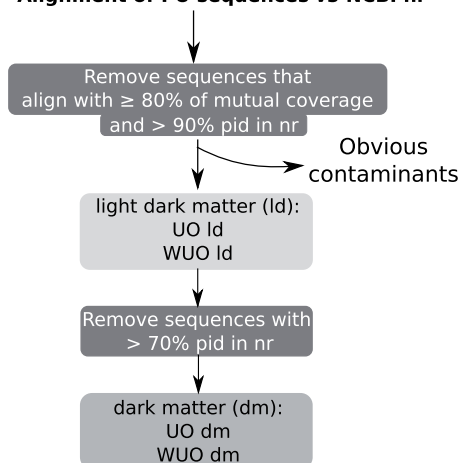 Remove sequences that
align with ≥ 80% of mutual coverage
and > 90% pid in nr
Obvious
contaminants
light dark matter (ld):
UO ld
WUO ld
Remove sequences with
> 70% pid in nr
dark matter (dm):
UO dm
WUO dm